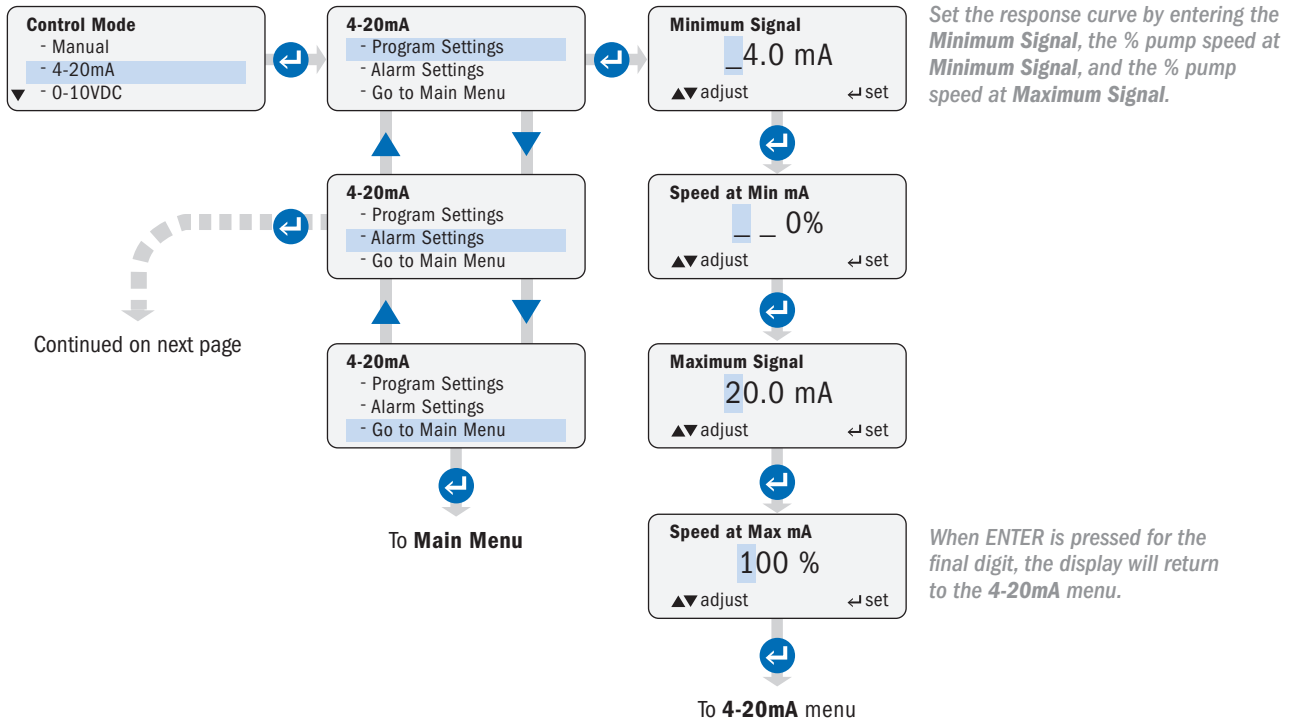 Control Mode
- Manual
- 4-20mA
▼ - 0-10VDC
4-20mA
- Program Settings
- Alarm Settings
- Go to Main Menu
Minimum Signal
_4.0 mA
▲▼ adjust ↵ set
Set the response curve by entering the
Minimum Signal, the % pump speed at
Minimum Signal, and the % pump
speed at Maximum Signal.
4-20mA
- Program Settings
- Alarm Settings
- Go to Main Menu
Speed at Min mA
_ _ 0%
▲▼ adjust ↵ set
Continued on next page
4-20mA
- Program Settings
- Alarm Settings
- Go to Main Menu
Maximum Signal
20.0 mA
▲▼ adjust ↵ set
To Main Menu
Speed at Max mA
100 %
▲▼ adjust ↵ set
When ENTER is pressed for the
final digit, the display will return
to the 4-20mA menu.
To 4-20mA menu